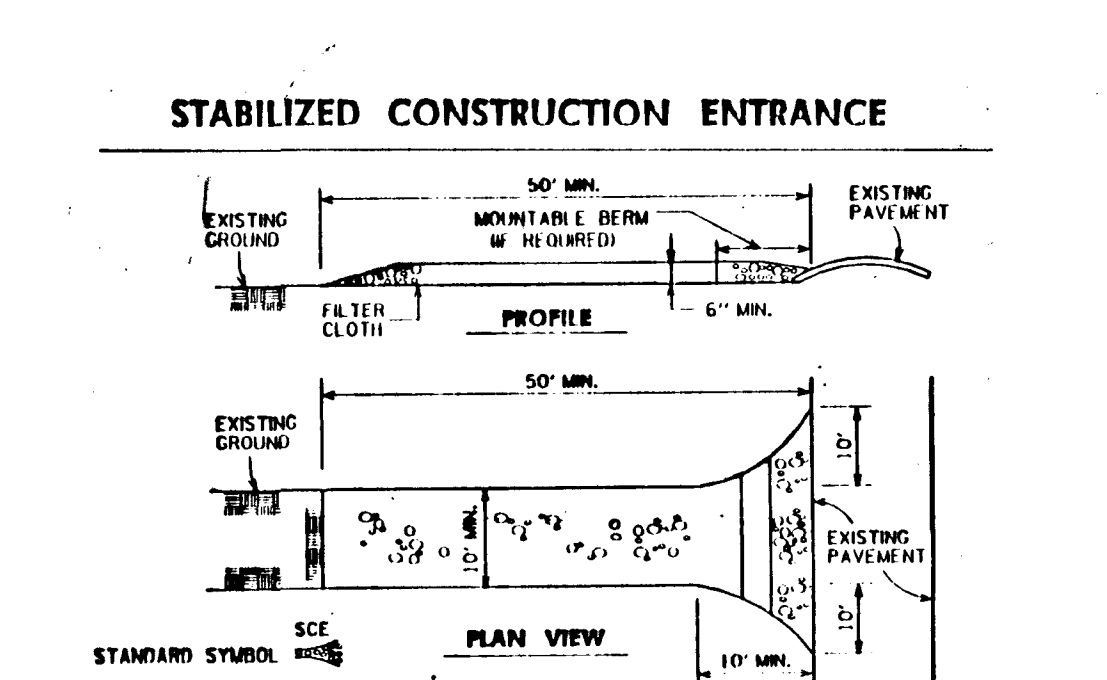 STABILIZED CONSTRUCTION ENTRANCE
50' MIN.
EXISTING
PAVEMENT
EXISTING
GROUND
MOUNTABLE BERM
(IF REQUIRED)
FILTER
CLOTH
PROFILE
6" MIN.
50' MIN.
EXISTING
GROUND
10'
10' MIN.
EXISTING
PAVEMENT
10'
SCE
STANDARD SYMBOL
PLAN VIEW
10' MIN.